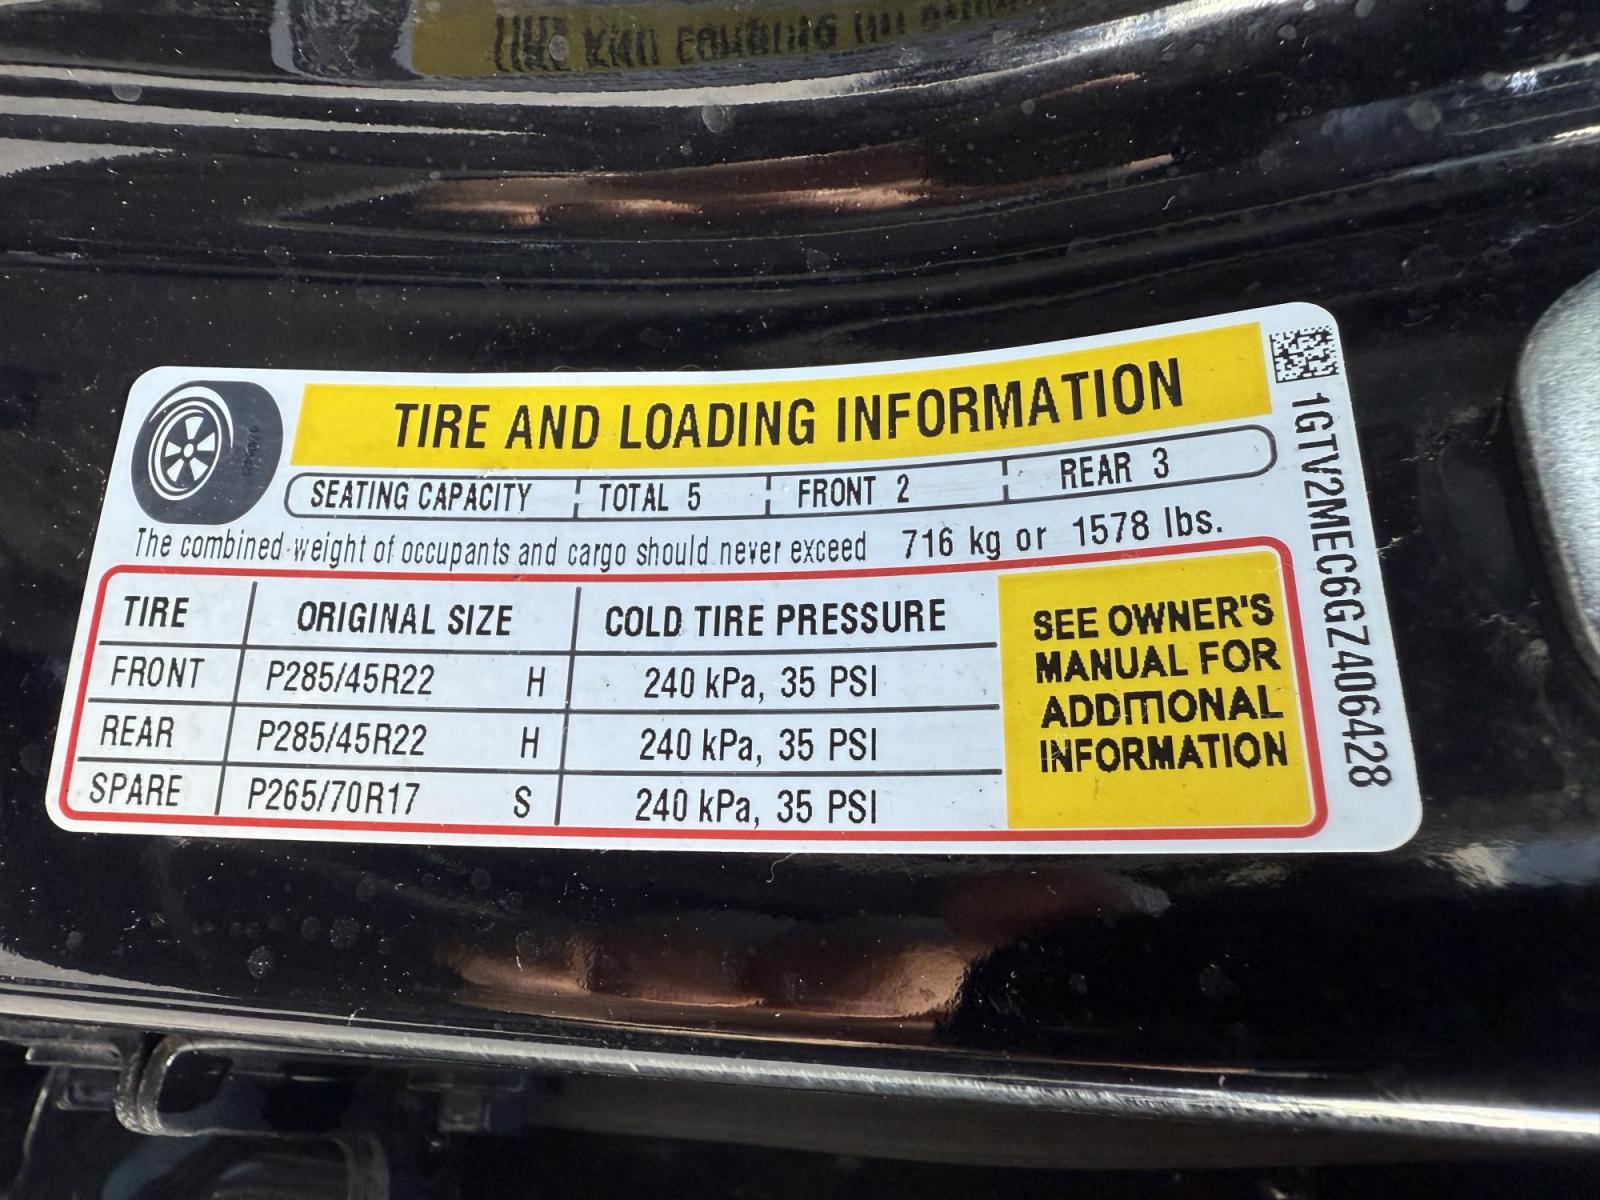 TIRE AND LOADING INFORMATION
SEATING CAPACITY TOTAL 5 FRONT 2 REAR 3
The combined weight of occupants and cargo should never exceed 716 kg or 1578 lbs.
TIRE ORIGINAL SIZE COLD TIRE PRESSURE
FRONT P285/45R22 H 240 kPa, 35 PSI
REAR P285/45R22 H 240 kPa, 35 PSI
SPARE P265/70R17 S 240 kPa, 35 PSI
SEE OWNER'S
MANUAL FOR
ADDITIONAL
INFORMATION
1GTV2MEC6GZ406428